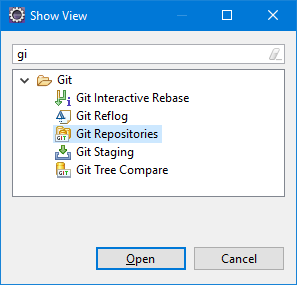 Show View
gi
Git
Git Interactive Rebase
Git Reflog
Git Repositories
Git Staging
Git Tree Compare
Open
Cancel